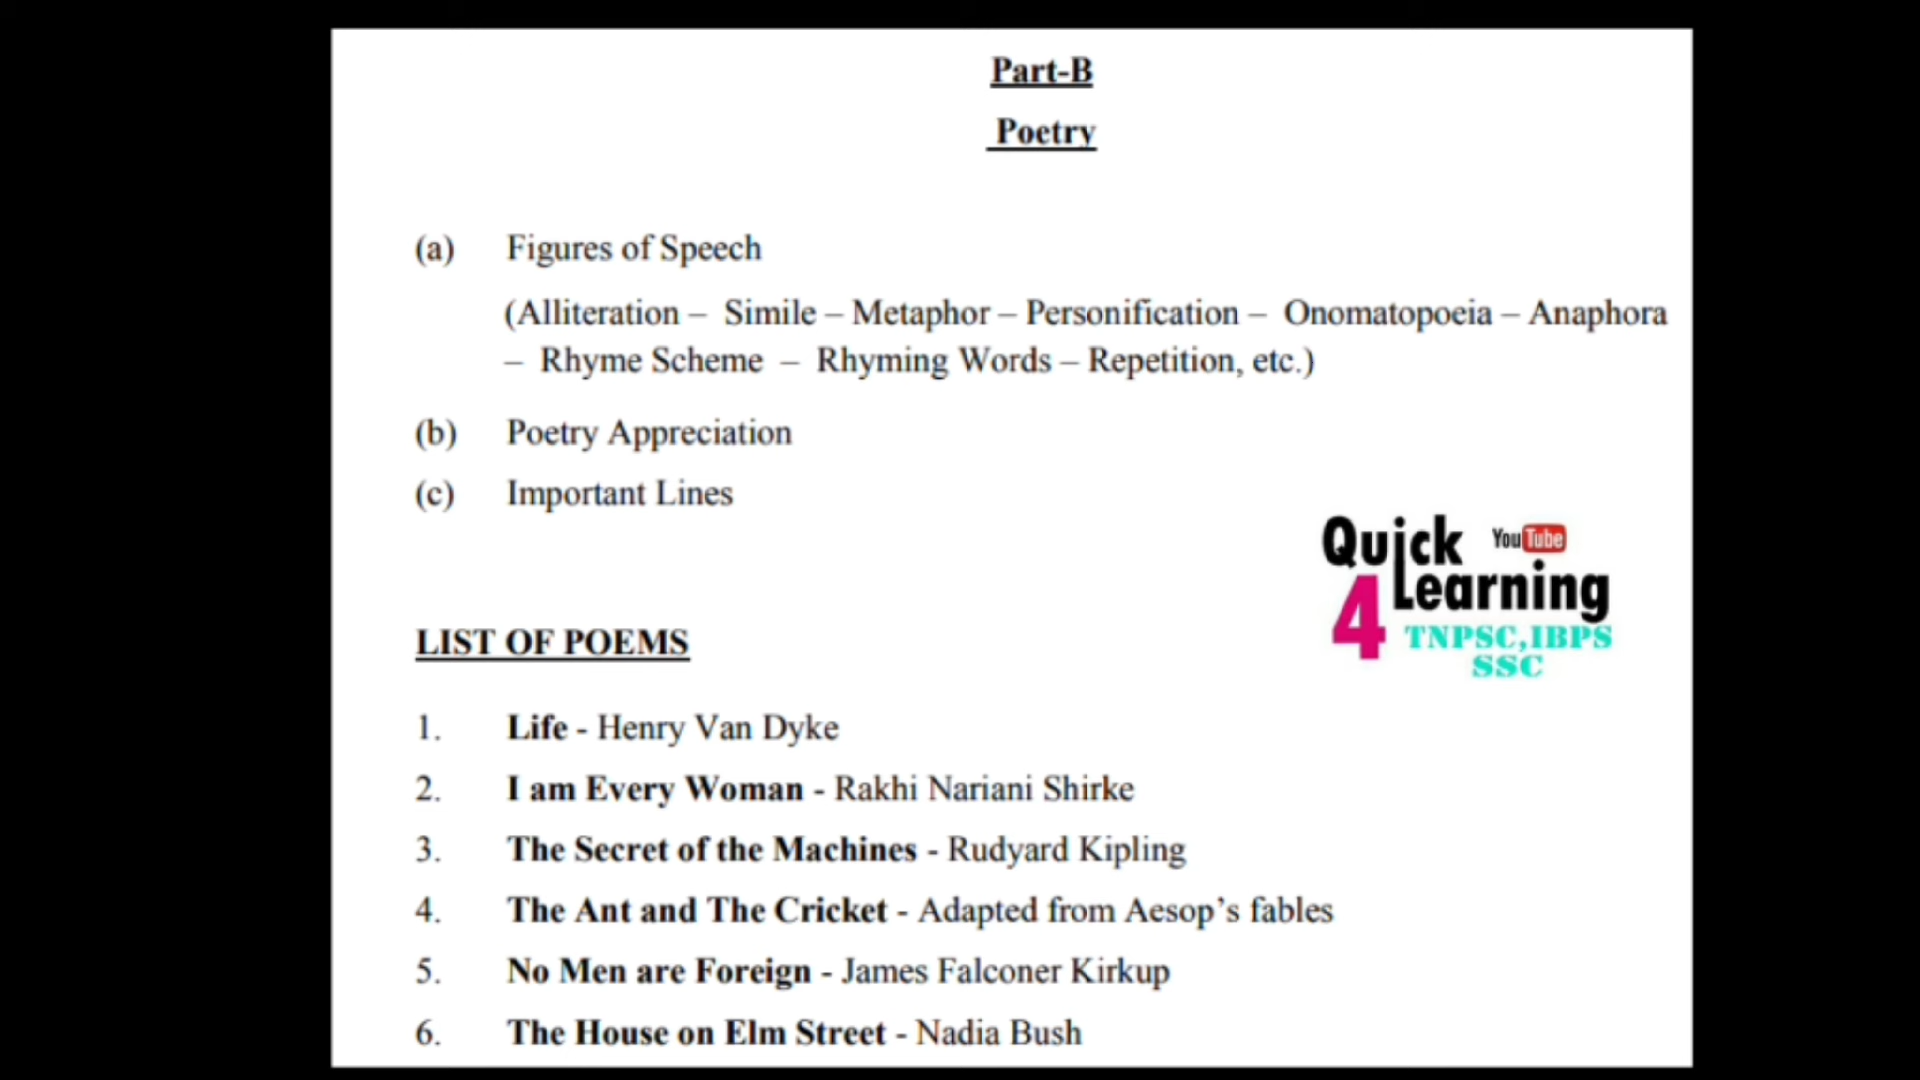 Part-B
Poetry
(a) Figures of Speech
(Alliteration – Simile – Metaphor – Personification – Onomatopoeia – Anaphora
– Rhyme Scheme – Rhyming Words – Repetition, etc.)
(b) Poetry Appreciation
(c) Important Lines
Quick YouTube
4 Learning
TNPSC,IBPS
SSC
LIST OF POEMS
1. Life - Henry Van Dyke
2. I am Every Woman - Rakhi Nariani Shirke
3. The Secret of the Machines - Rudyard Kipling
4. The Ant and The Cricket - Adapted from Aesop’s fables
5. No Men are Foreign - James Falconer Kirkup
6. The House on Elm Street - Nadia Bush